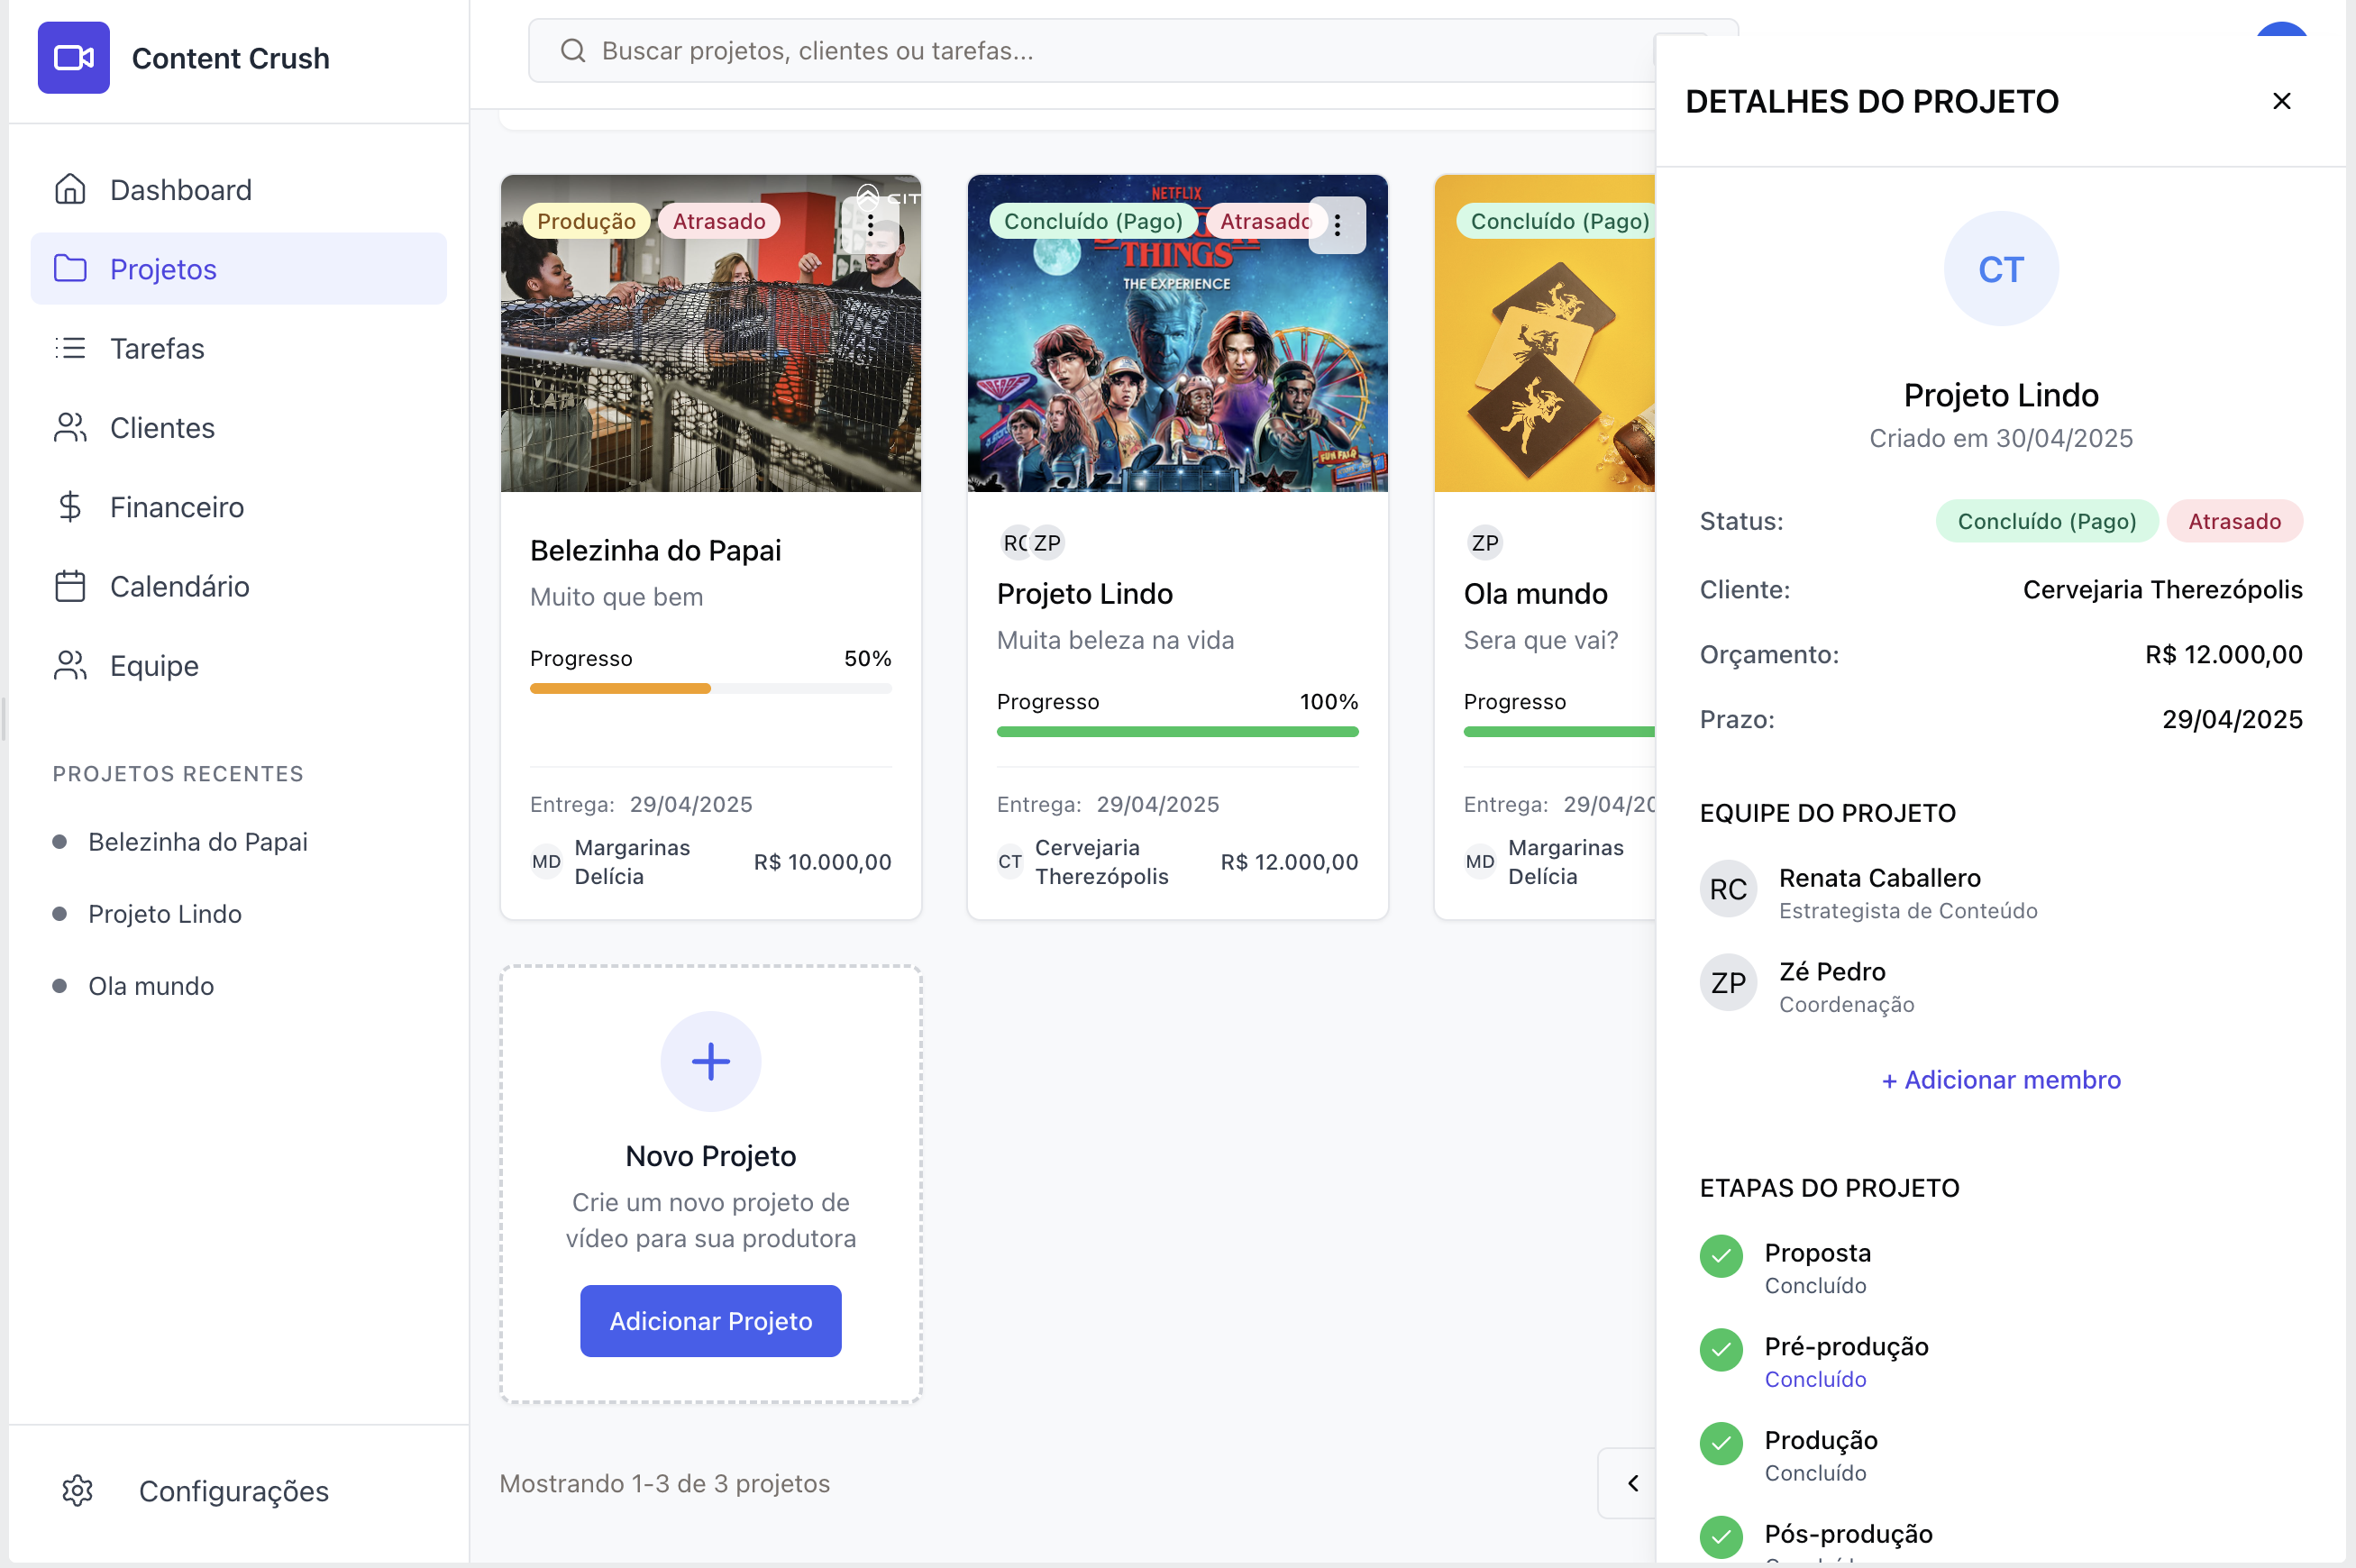 Content Crush
Dashboard
Projetos
Tarefas
Clientes
Financeiro
Calendário
Equipe
PROJETOS RECENTES
Belezinha do Papai
Projeto Lindo
Ola mundo
Configurações
Buscar projetos, clientes ou tarefas...
Produção
Atrasado
CIT
Belezinha do Papai
Muito que bem
Progresso
50%
Entrega: 29/04/2025
MD
Margarinas
Delícia
R$ 10.000,00
Concluído (Pago)
Atrasado
NETFLIX
THINGS
THE EXPERIENCE
FUN FAIR
RC
ZP
Projeto Lindo
Muita beleza na vida
Progresso
100%
Entrega: 29/04/2025
CT
Cervejaria
Therezópolis
R$ 12.000,00
Concluído (Pago)
ZP
Ola mundo
Sera que vai?
Progresso
Entrega: 29/04/20
MD
Margarinas
Delícia
Novo Projeto
Crie um novo projeto de
vídeo para sua produtora
Adicionar Projeto
Mostrando 1-3 de 3 projetos
DETALHES DO PROJETO
CT
Projeto Lindo
Criado em 30/04/2025
Status:
Concluído (Pago)
Atrasado
Cliente:
Cervejaria Therezópolis
Orçamento:
R$ 12.000,00
Prazo:
29/04/2025
EQUIPE DO PROJETO
RC
Renata Caballero
Estrategista de Conteúdo
ZP
Zé Pedro
Coordenação
+ Adicionar membro
ETAPAS DO PROJETO
Proposta
Concluído
Pré-produção
Concluído
Produção
Concluído
Pós-produção